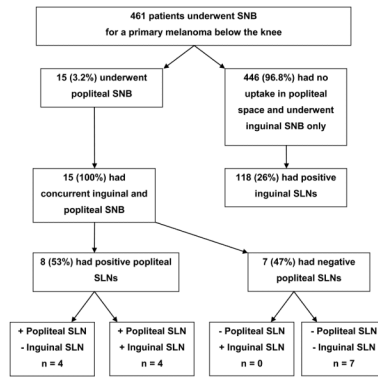 461 patients underwent SNB
for a primary melanoma below the knee
15 (3.2%) underwent
popliteal SNB
446 (96.8%) had no
uptake in popliteal
space and underwent
inguinal SNB only
15 (100%) had
concurrent inguinal and
popliteal SNB
118 (26%) had positive
inguinal SLNs
8 (53%) had positive popliteal
SLNs
7 (47%) had negative
popliteal SLNs
+ Popliteal SLN
- Inguinal SLN
n = 4
+ Popliteal SLN
+ Inguinal SLN
n = 4
- Popliteal SLN
+ Inguinal SLN
n = 0
- Popliteal SLN
- Inguinal SLN
n = 7